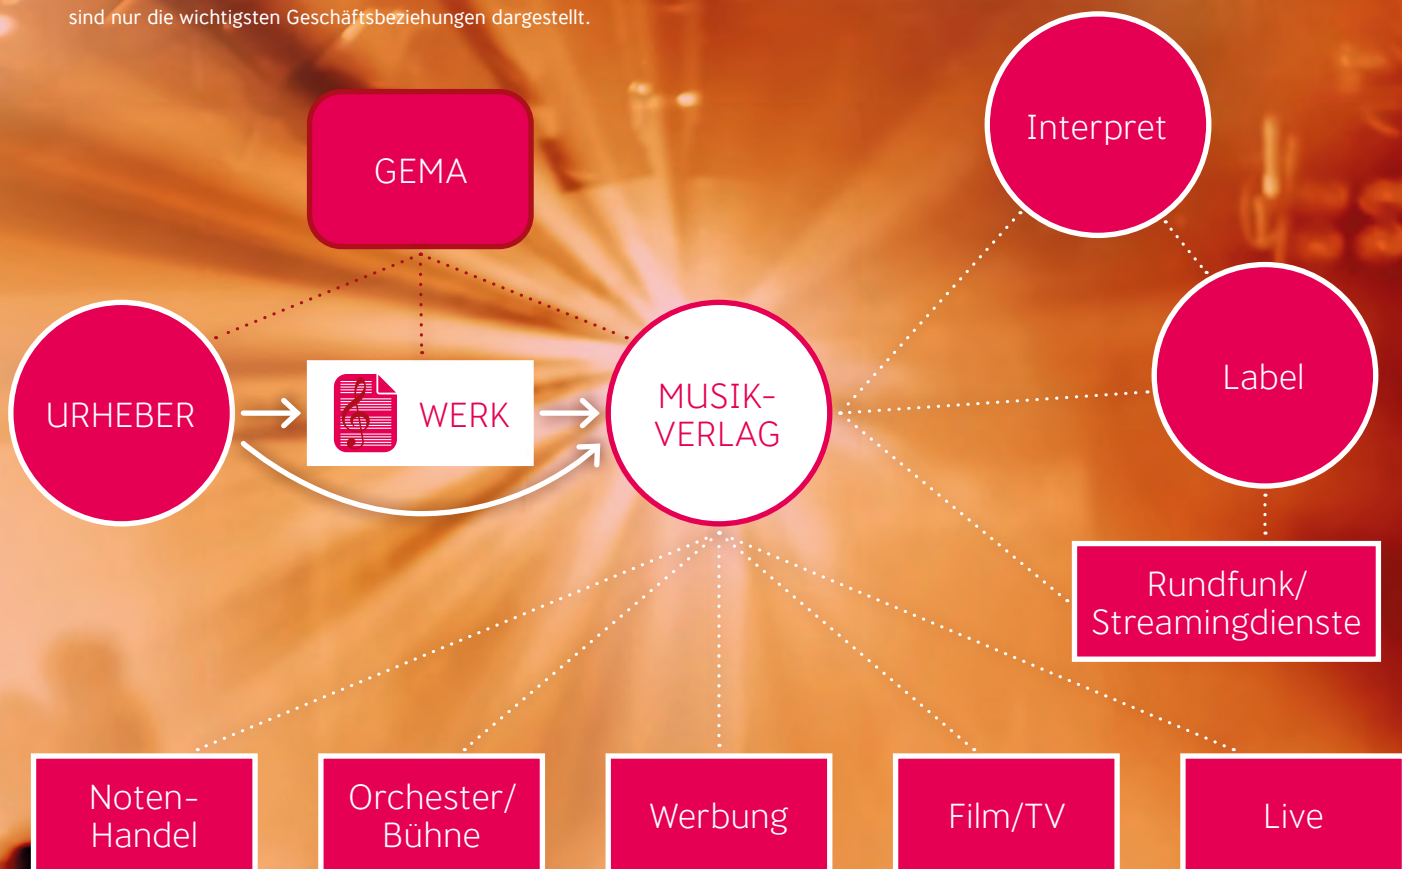 sind nur die wichtigsten Geschäftsbeziehungen dargestellt.
GEMA
Interpret
URHEBER
WERK
MUSIK-
VERLAG
Label
Rundfunk/
Streamingdienste
Noten-
Handel
Orchester/
Bühne
Werbung
Film/TV
Live